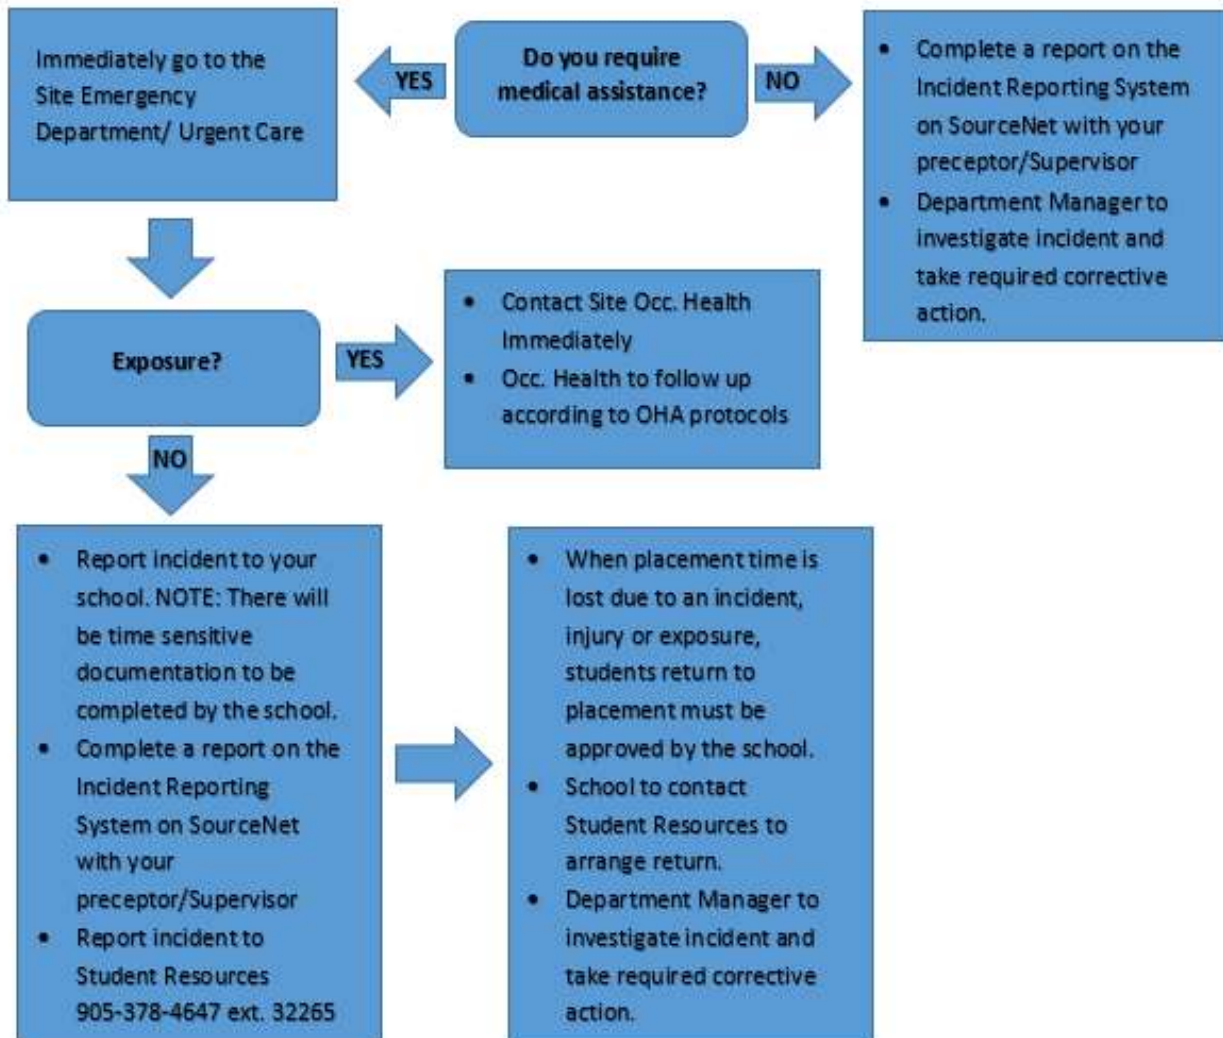 Immediately go to the
Site Emergency
Department/ Urgent Care
YES
Do you require
medical assistance?
NO
• Complete a report on the
Incident Reporting System
on SourceNet with your
preceptor/Supervisor
• Department Manager to
investigate incident and
take required corrective
action.
Exposure?
YES
• Contact Site Occ. Health
Immediately
• Occ. Health to follow up
according to OHA protocols
NO
• Report incident to your
school. NOTE: There will
be time sensitive
documentation to be
completed by the school.
• Complete a report on the
Incident Reporting
System on SourceNet
with your
preceptor/Supervisor
• Report incident to
Student Resources
905-378-4647 ext. 32265
• When placement time is
lost due to an incident,
injury or exposure,
students return to
placement must be
approved by the school.
• School to contact
Student Resources to
arrange return.
• Department Manager to
investigate incident and
take required corrective
action.